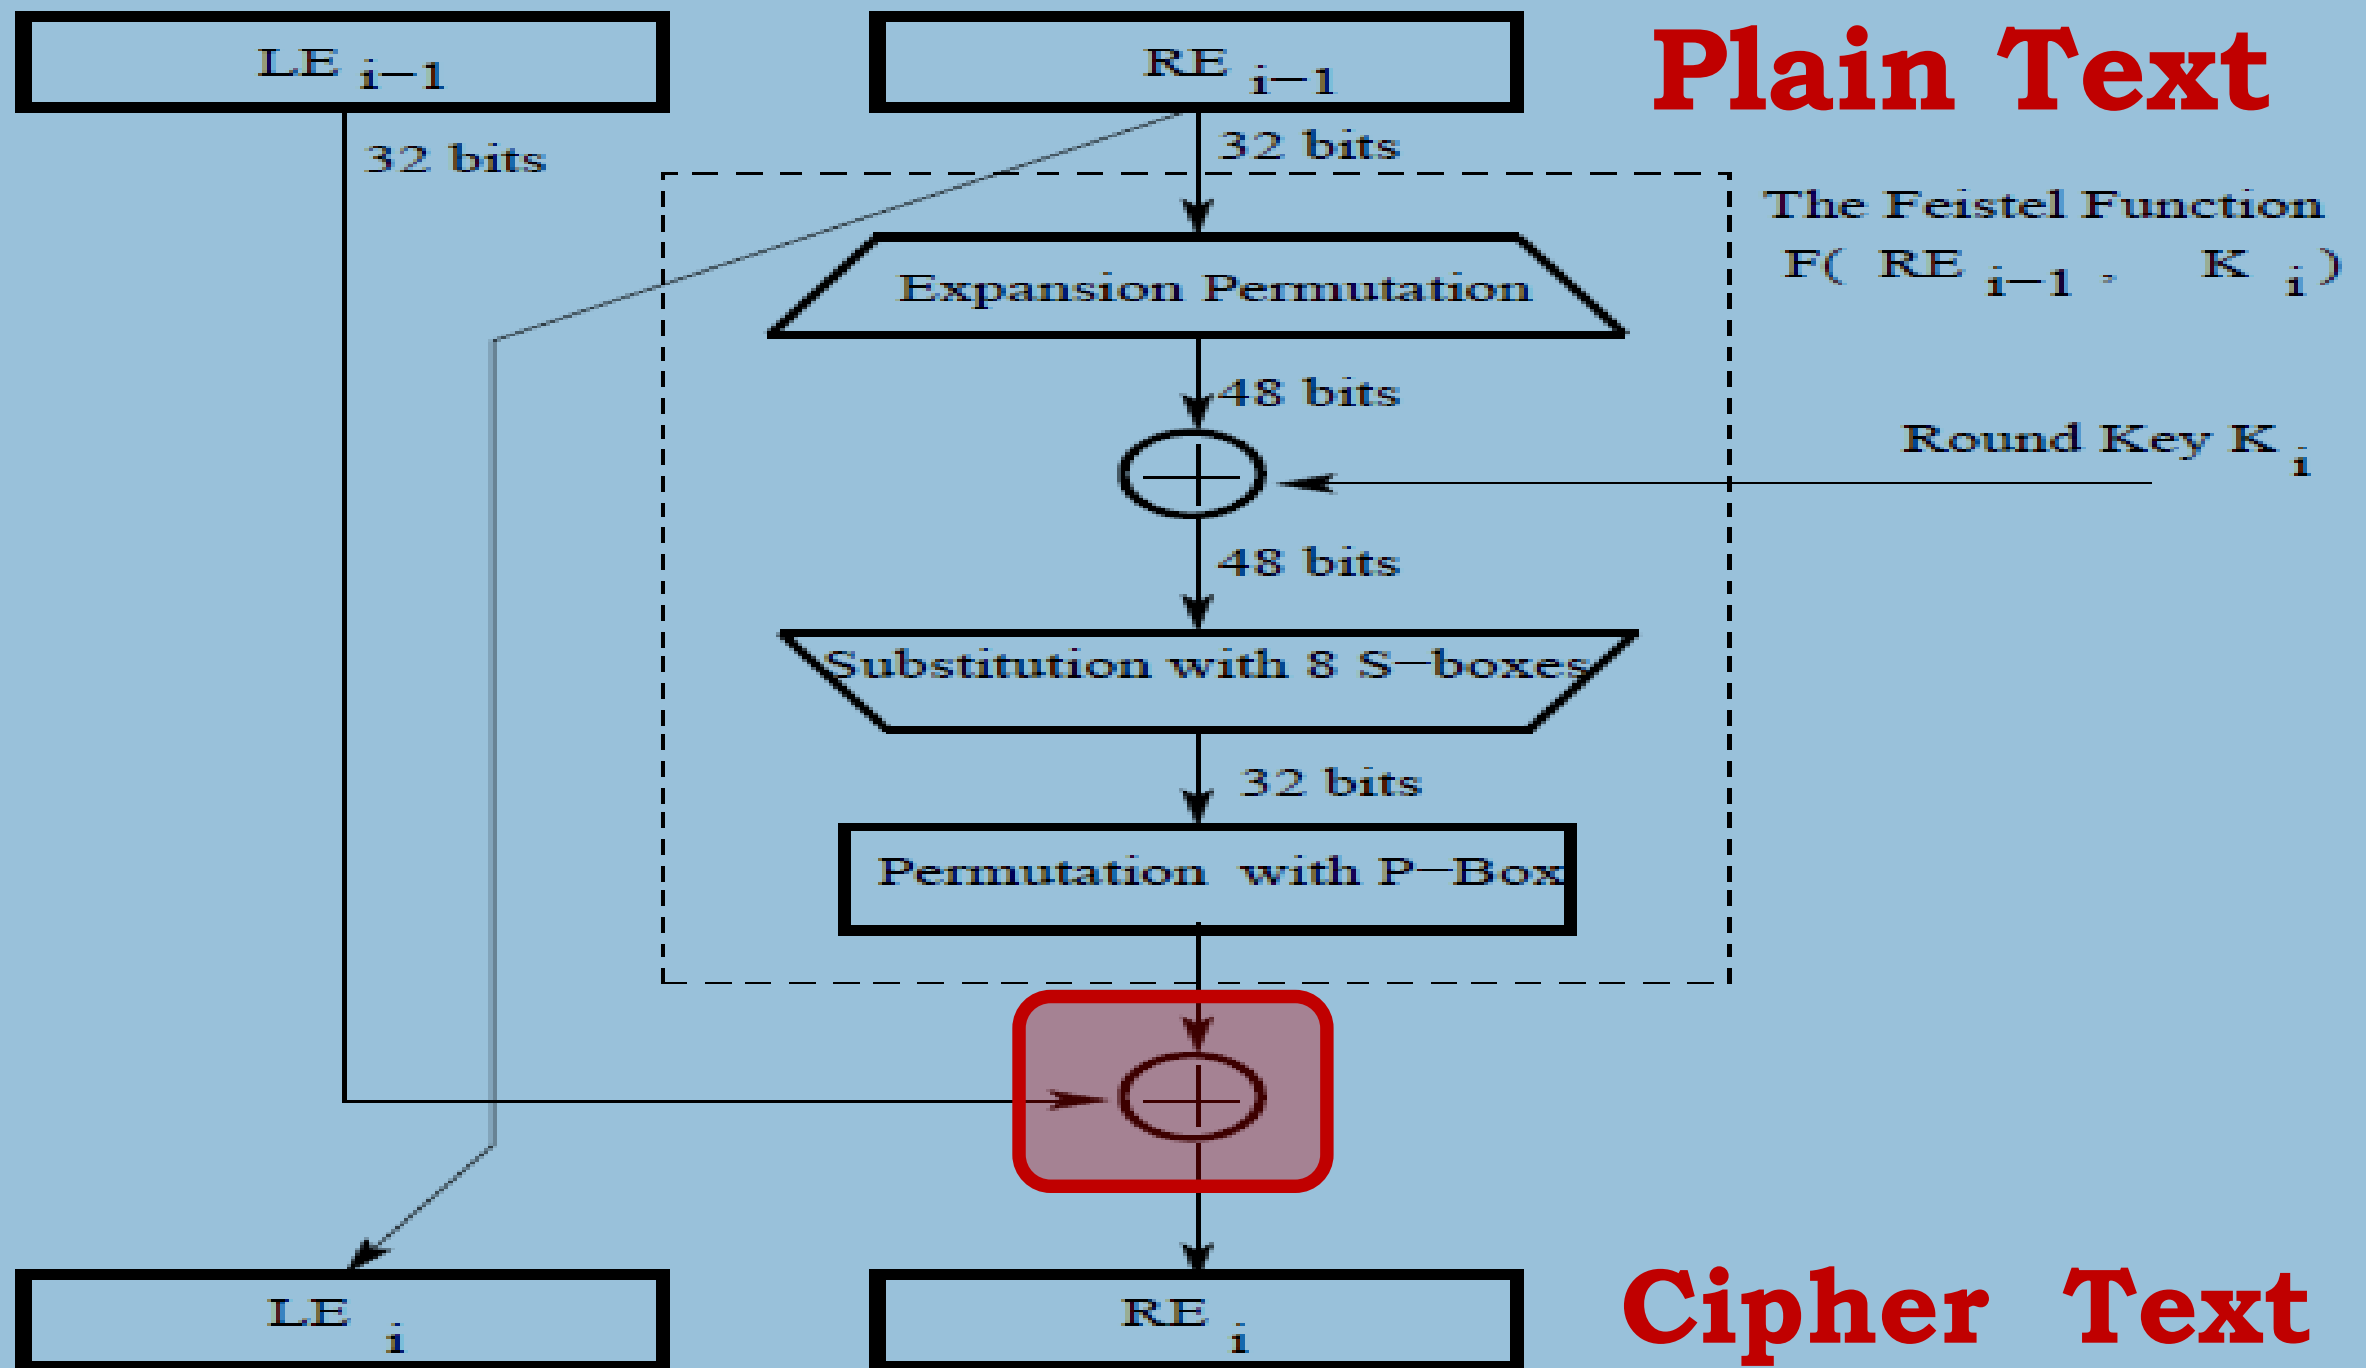 LE i−1
RE i−1
Plain Text
32 bits
32 bits
The Feistel Function
F( RE i−1 , K i )
Expansion Permutation
48 bits
Round Key K i
48 bits
Substitution with 8 S−boxes
32 bits
Permutation with P−Box
LE i
RE i
Cipher Text